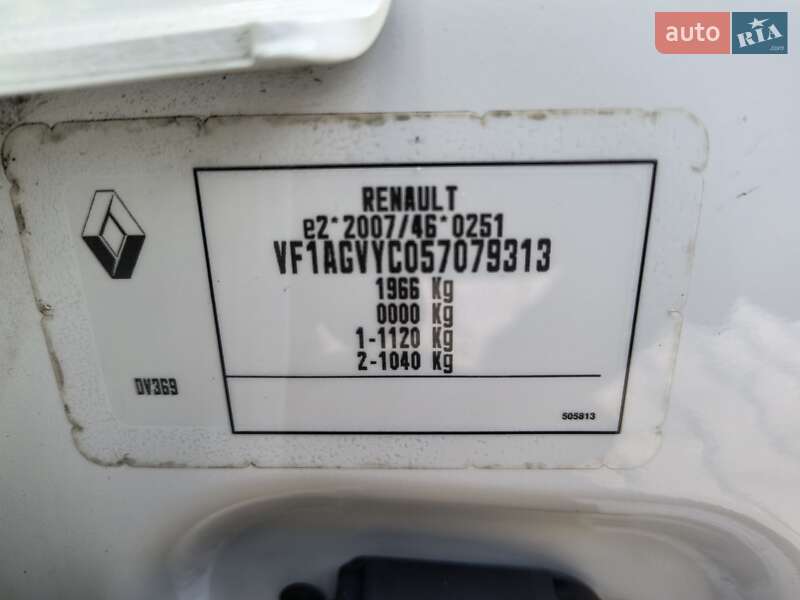 auto RIA
.com
RENAULT
e2*2007/46*0251
VF1AGVYC057079313
1966 Kg
0000 Kg
1-1120 Kg
2-1040 Kg
DV369
505813